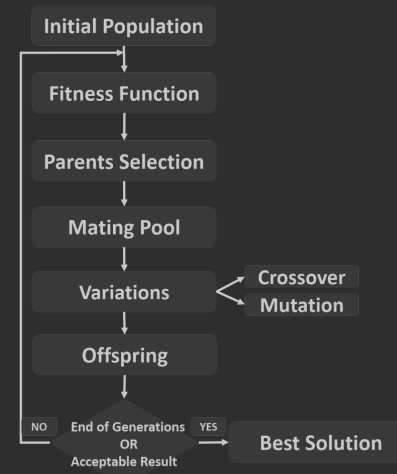 Initial Population
Fitness Function
Parents Selection
Mating Pool
Variations
Crossover
Mutation
Offspring
NO
End of Generations
OR
Acceptable Result
YES
Best Solution